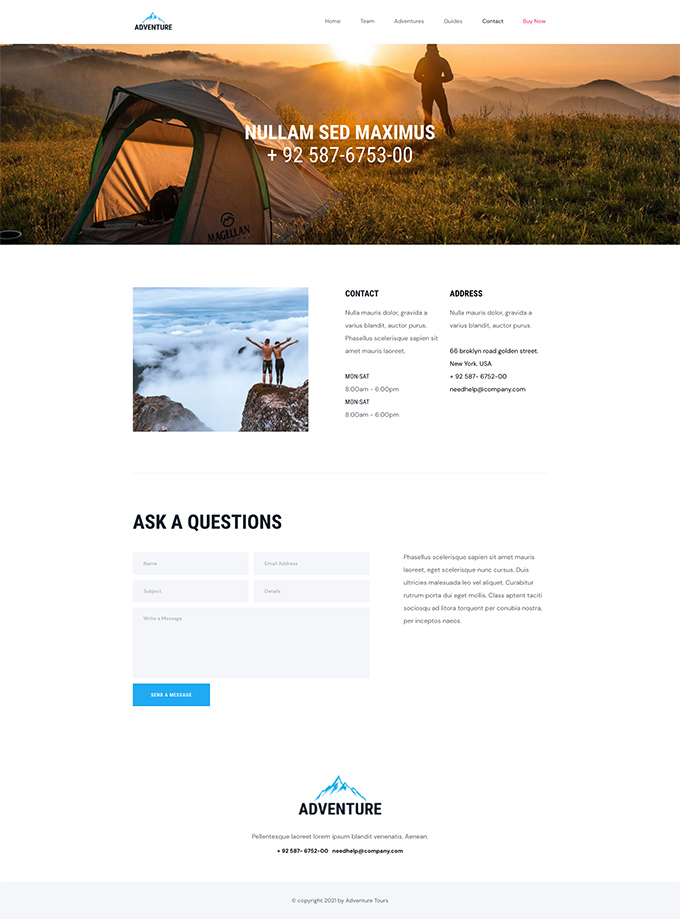 ADVENTURE
Home Team Adventures Guides Contact Buy Now
NULLAM SED MAXIMUS
+ 92 587-6753-00
MAGELLAN
CONTACT
Nulla mauris dolor, gravida a
varius blandit, auctor purus.
Phasellus scelerisque sapien sit
amet mauris laoreet.
MON-SAT
8:00am - 6:00pm
MON-SAT
8:00am - 6:00pm
ADDRESS
Nulla mauris dolor, gravida a
varius blandit, auctor purus.
66 broklyn road golden street.
New York. USA
+ 92 587- 6752-00
needhelp@company.com
ASK A QUESTIONS
Name
Email Address
Subject
Details
Write a Message
SEND A MESSAGE
Phasellus scelerisque sapien sit amet mauris
laoreet, eget scelerisque nunc cursus. Duis
ultricies malesuada leo vel aliquet. Curabitur
rutrum porta dui eget mollis. Class aptent taciti
sociosqu ad litora torquent per conubia nostra,
per inceptos naeos.
ADVENTURE
Pellentesque laoreet lorem ipsum blandit venenatis. Aenean.
+ 92 587- 6752-00 needhelp@company.com
© copyright 2021 by Adventure Tours